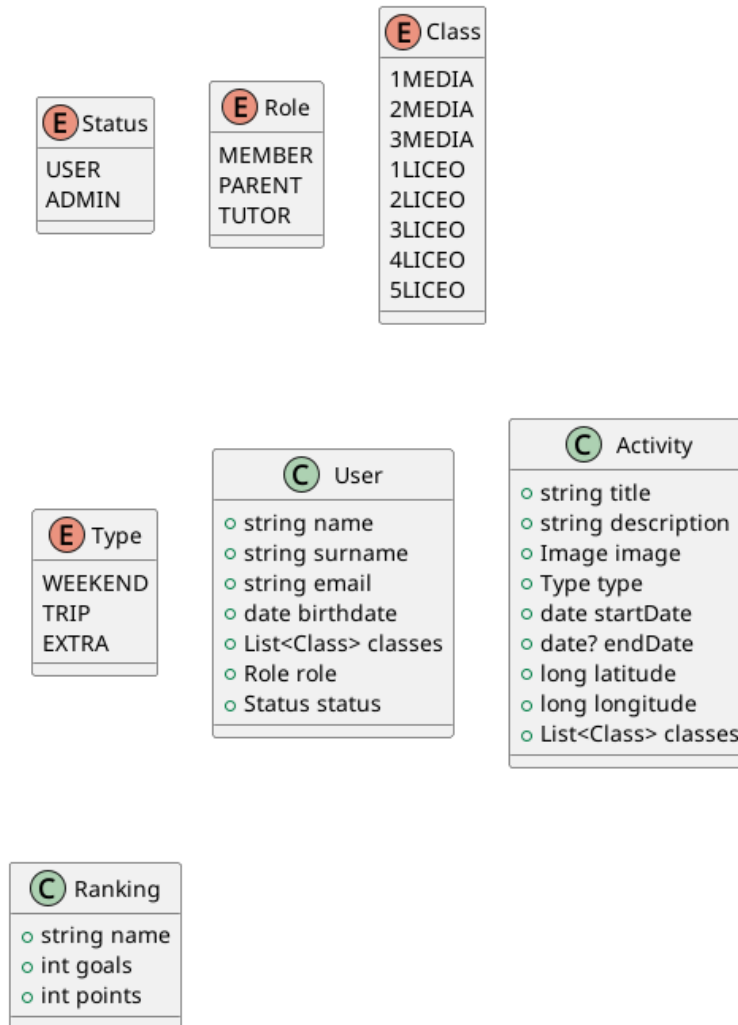 E Status
USER
ADMIN
E Role
MEMBER
PARENT
TUTOR
E Class
1MEDIA
2MEDIA
3MEDIA
1LICEO
2LICEO
3LICEO
4LICEO
5LICEO
E Type
WEEKEND
TRIP
EXTRA
C User
string name
string surname
string email
date birthdate
List<Class> classes
Role role
Status status
C Activity
string title
string description
Image image
Type type
date startDate
date? endDate
long latitude
long longitude
List<Class> classes
C Ranking
string name
int goals
int points